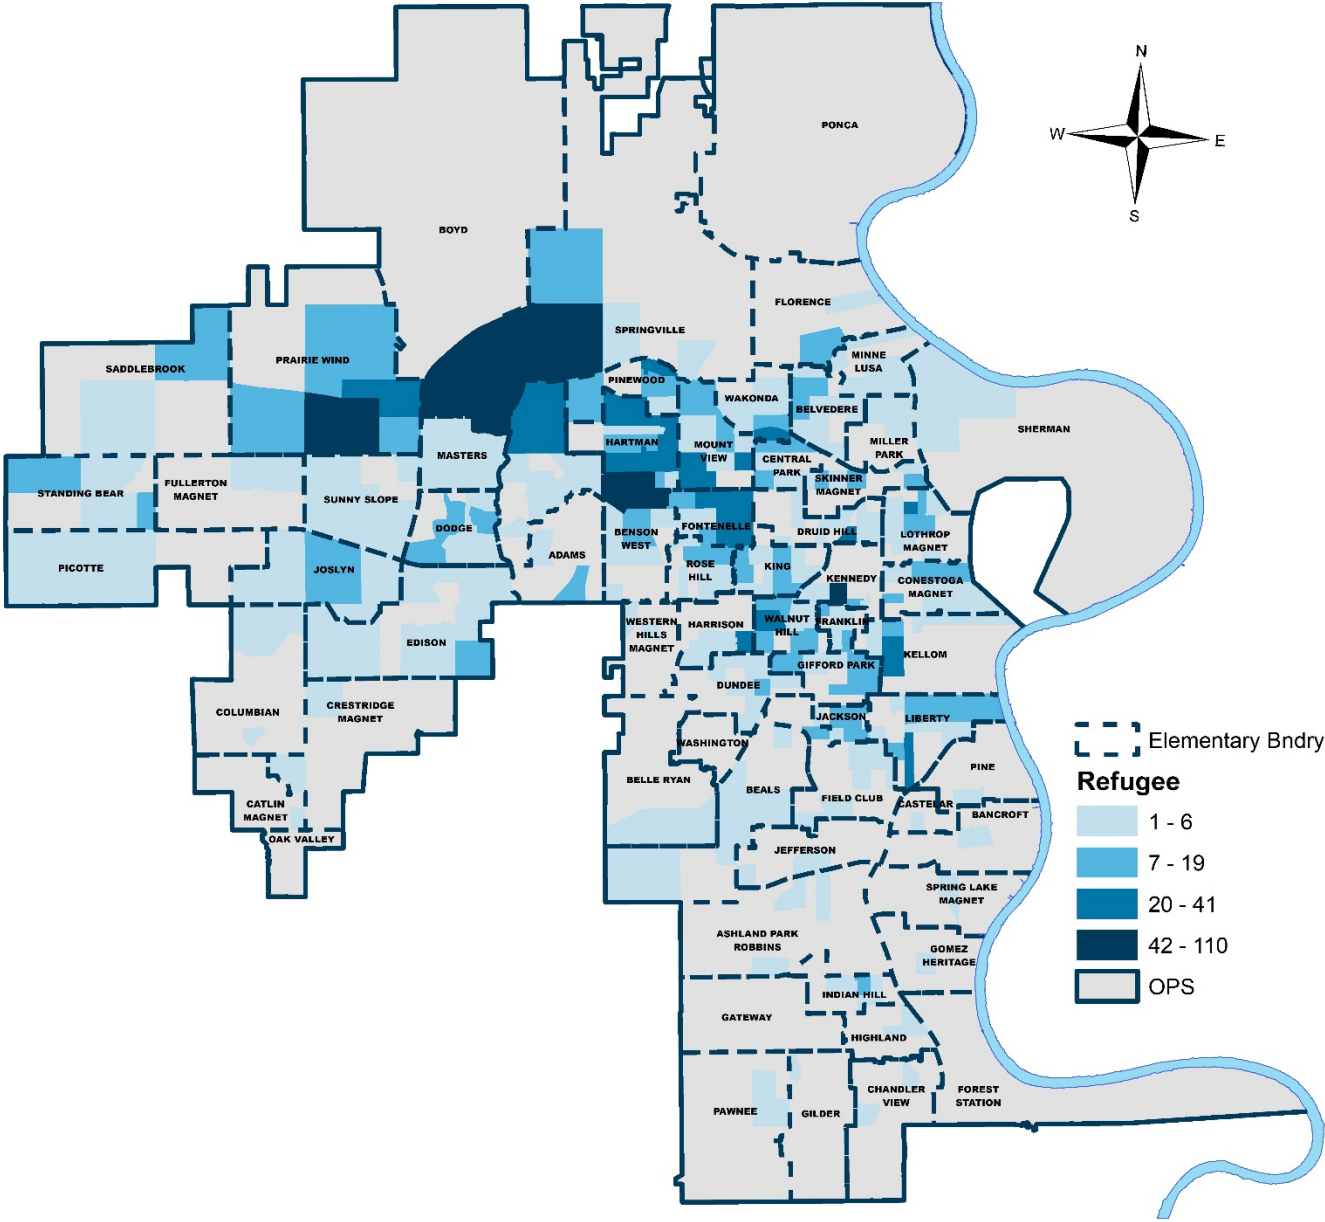 N
W
E
S
PONCA
BOYD
FLORENCE
SPRINGVILLE
MINNE
LUSA
PRAIRIE WIND
SADDLEBROOK
PINEWOOD
WAKONDA
BELVEDERE
SHERMAN
HARTMAN
MOUNT
VIEW
MILLER
PARK
MASTERS
CENTRAL
PARK
SKINNER
MAGNET
STANDING BEAR
FULLERTON
MAGNET
SUNNY SLOPE
DODGE
FONTENELLE
BENSON
WEST
DRUID HILL
LOTHROP
MAGNET
ADAMS
PICOTTE
JOSLYN
ROSE
HILL
KING
KENNEDY
CONESTOGA
MAGNET
WESTERN
HILLS
MAGNET
HARRISON
WALNUT
HILL
FRANKLIN
EDISON
KELLOM
GIFFORD PARK
DUNDEE
COLUMBIAN
CRESTRIDGE
MAGNET
JACKSON
LIBERTY
WASHINGTON
PINE
BELLE RYAN
BEALS
FIELD CLUB
CASTELAR
BANCROFT
CATLIN
MAGNET
OAK VALLEY
JEFFERSON
SPRING LAKE
MAGNET
ASHLAND PARK
ROBBINS
GOMEZ
HERITAGE
INDIAN HILL
GATEWAY
HIGHLAND
CHANDLER
VIEW
FOREST
STATION
PAWNEE
GILDER
Elementary Bndry
Refugee
1 - 6
7 - 19
20 - 41
42 - 110
OPS